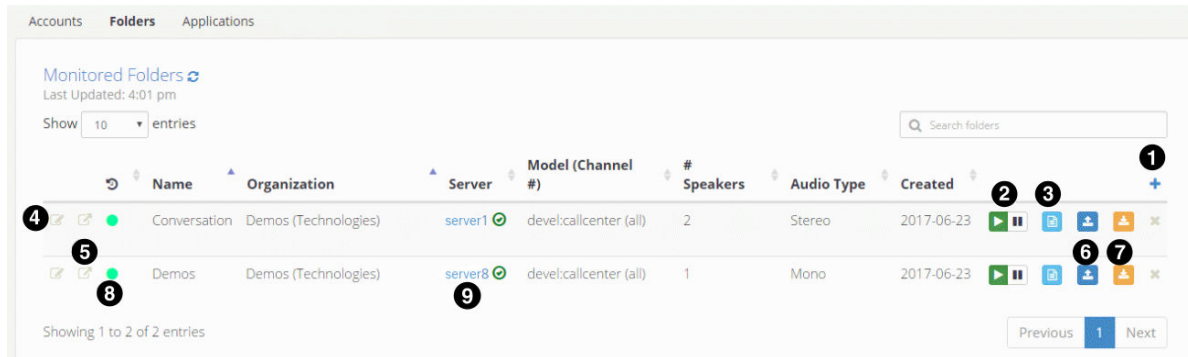 Accounts Folders Applications
Monitored Folders
Last Updated: 4:01 pm
Show 10 entries
Search folders
1
Name Organization Server Model (Channel #) # Speakers Audio Type Created
2 3
4 Conversation Demos (Technologies) server1 devel:callcenter (all) 2 Stereo 2017-06-23
5 6 7
Demos Demos (Technologies) server8 devel:callcenter (all) 1 Mono 2017-06-23
8 9
Showing 1 to 2 of 2 entries
Previous 1 Next